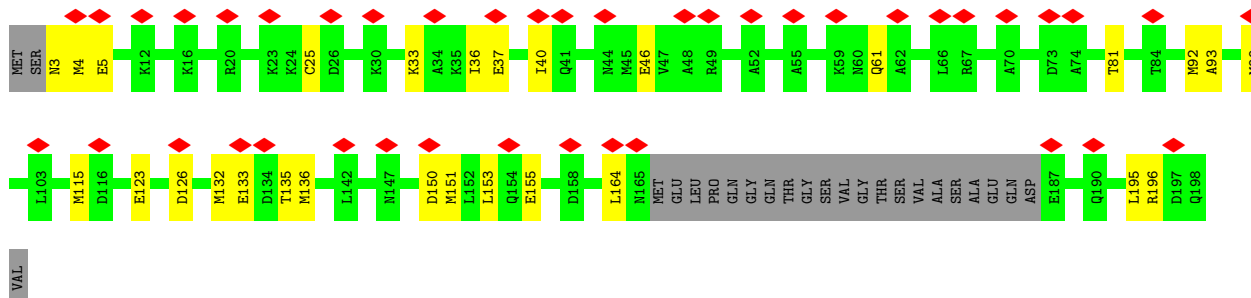 MET SER N3 M4 E5 K12 K16 R20 K23 K24 C25 D26 K30 K33 A34 K35 I36 E37 I40 Q41 N44 M45 E46 V47 A48 R49 A52 A55 K59 N60 Q61 A62 L66 R67 A70 D73 A74 T81 T84 M92 A93
L103 M115 D116 E123 D126 M132 E133 D134 T135 M136 L142 N147 D150 M151 L152 L153 Q154 E155 D158 L164 N165 MET GLU LEU PRO GLN GLY GLN THR GLY SER VAL GLY THR SER VAL ALA SER ALA GLU GLN ASP E187 Q190 L195 R196 D197 Q198
VAL